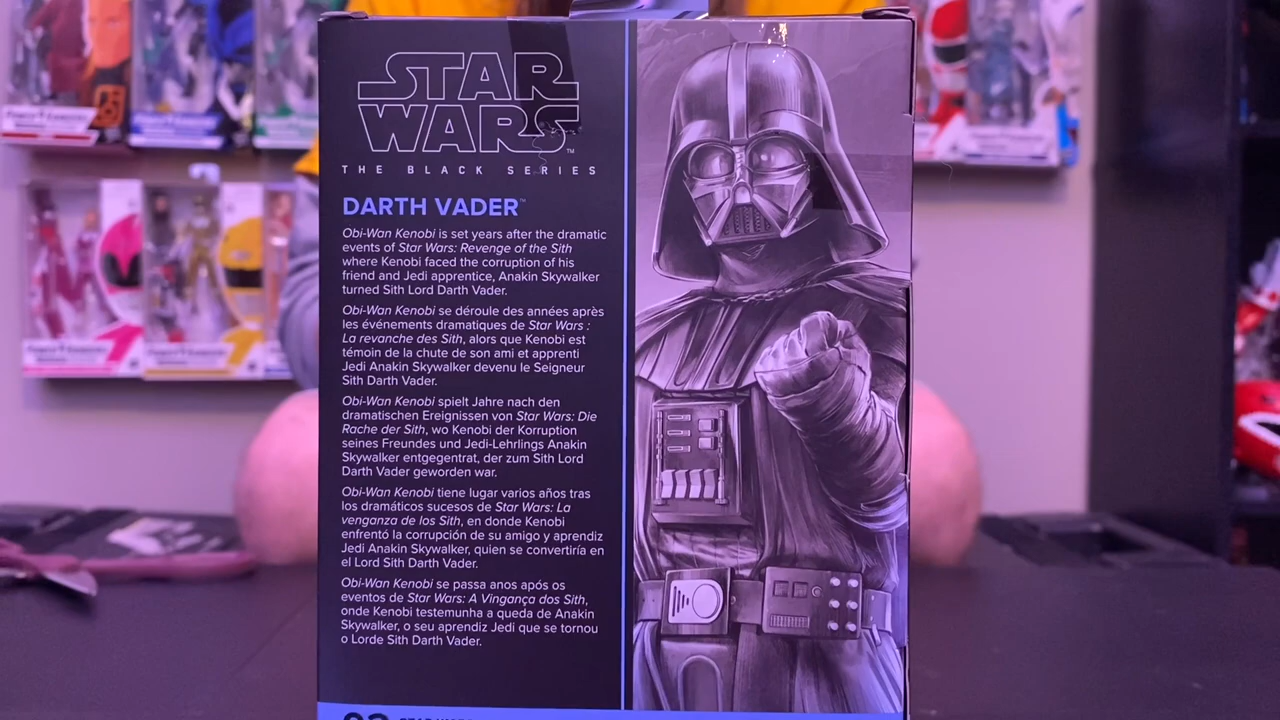 STAR
WARS™
THE BLACK SERIES
DARTH VADER™
Obi-Wan Kenobi is set years after the dramatic
events of Star Wars: Revenge of the Sith
where Kenobi faced the corruption of his
friend and Jedi apprentice, Anakin Skywalker
turned Sith Lord Darth Vader.
Obi-Wan Kenobi se déroule des années après
les événements dramatiques de Star Wars :
La revanche des Sith, alors que Kenobi est
témoin de la chute de son ami et apprenti
Jedi Anakin Skywalker devenu le Seigneur
Sith Darth Vader.
Obi-Wan Kenobi spielt Jahre nach den
dramatischen Ereignissen von Star Wars: Die
Rache der Sith, wo Kenobi der Korruption
seines Freundes und Jedi-Lehrlings Anakin
Skywalker entgegentrat, der zum Sith Lord
Darth Vader geworden war.
Obi-Wan Kenobi tiene lugar varios años tras
los dramáticos sucesos de Star Wars: La
venganza de los Sith, en donde Kenobi
enfrentó la corrupción de su amigo y aprendiz
Jedi Anakin Skywalker, quien se convertiría en
el Lord Sith Darth Vader.
Obi-Wan Kenobi se passa anos após os
eventos de Star Wars: A Vingança dos Sith,
onde Kenobi testemunha a queda de Anakin
Skywalker, o seu aprendiz Jedi que se tornou
o Lorde Sith Darth Vader.